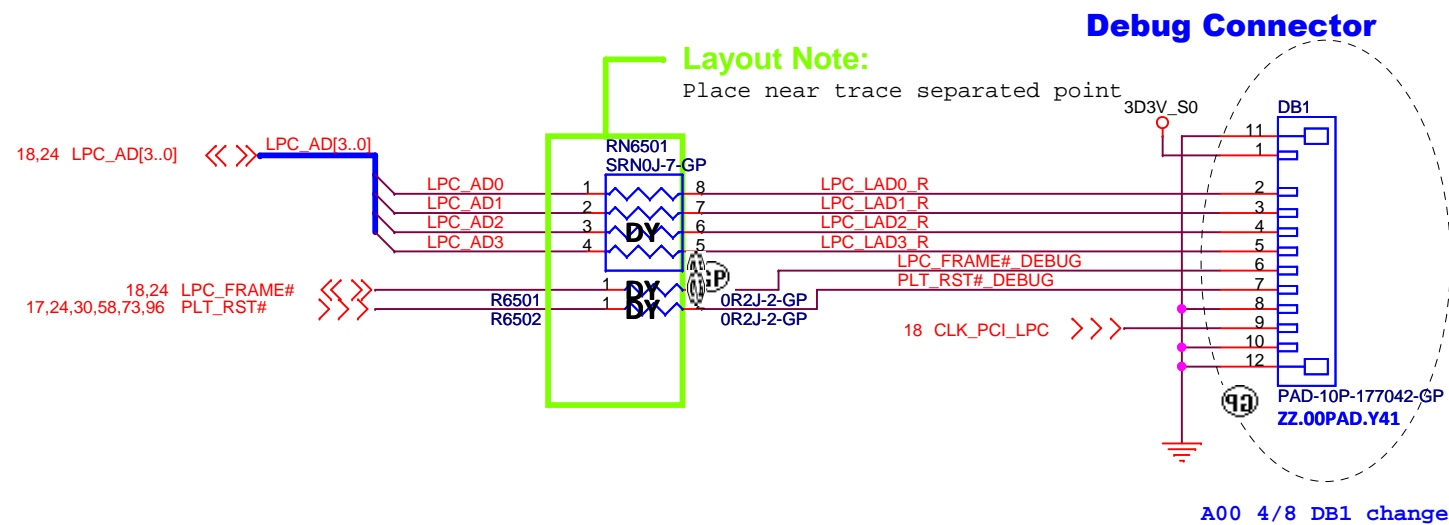 Debug Connector
Layout Note:
Place near trace separated point
3D3V_S0
DB1
18,24 LPC_AD[3..0]
LPC_AD[3..0]
RN6501
SRN0J-7-GP
11
1
LPC_AD0 1 8 LPC_LAD0_R 2
LPC_AD1 2 7 LPC_LAD1_R 3
LPC_AD2 3 6 LPC_LAD2_R 4
DY
LPC_AD3 4 5 LPC_LAD3_R 5
LPC_FRAME#_DEBUG 6
18,24 LPC_FRAME# 1 DY GP
PLT_RST#_DEBUG 7
17,24,30,58,73,96 PLT_RST# R6501 1 DY 0R2J-2-GP 8
R6502 0R2J-2-GP
18 CLK_PCI_LPC 9
10
12
GP
PAD-10P-177042-GP
ZZ.00PAD.Y41
A00 4/8 DB1 change